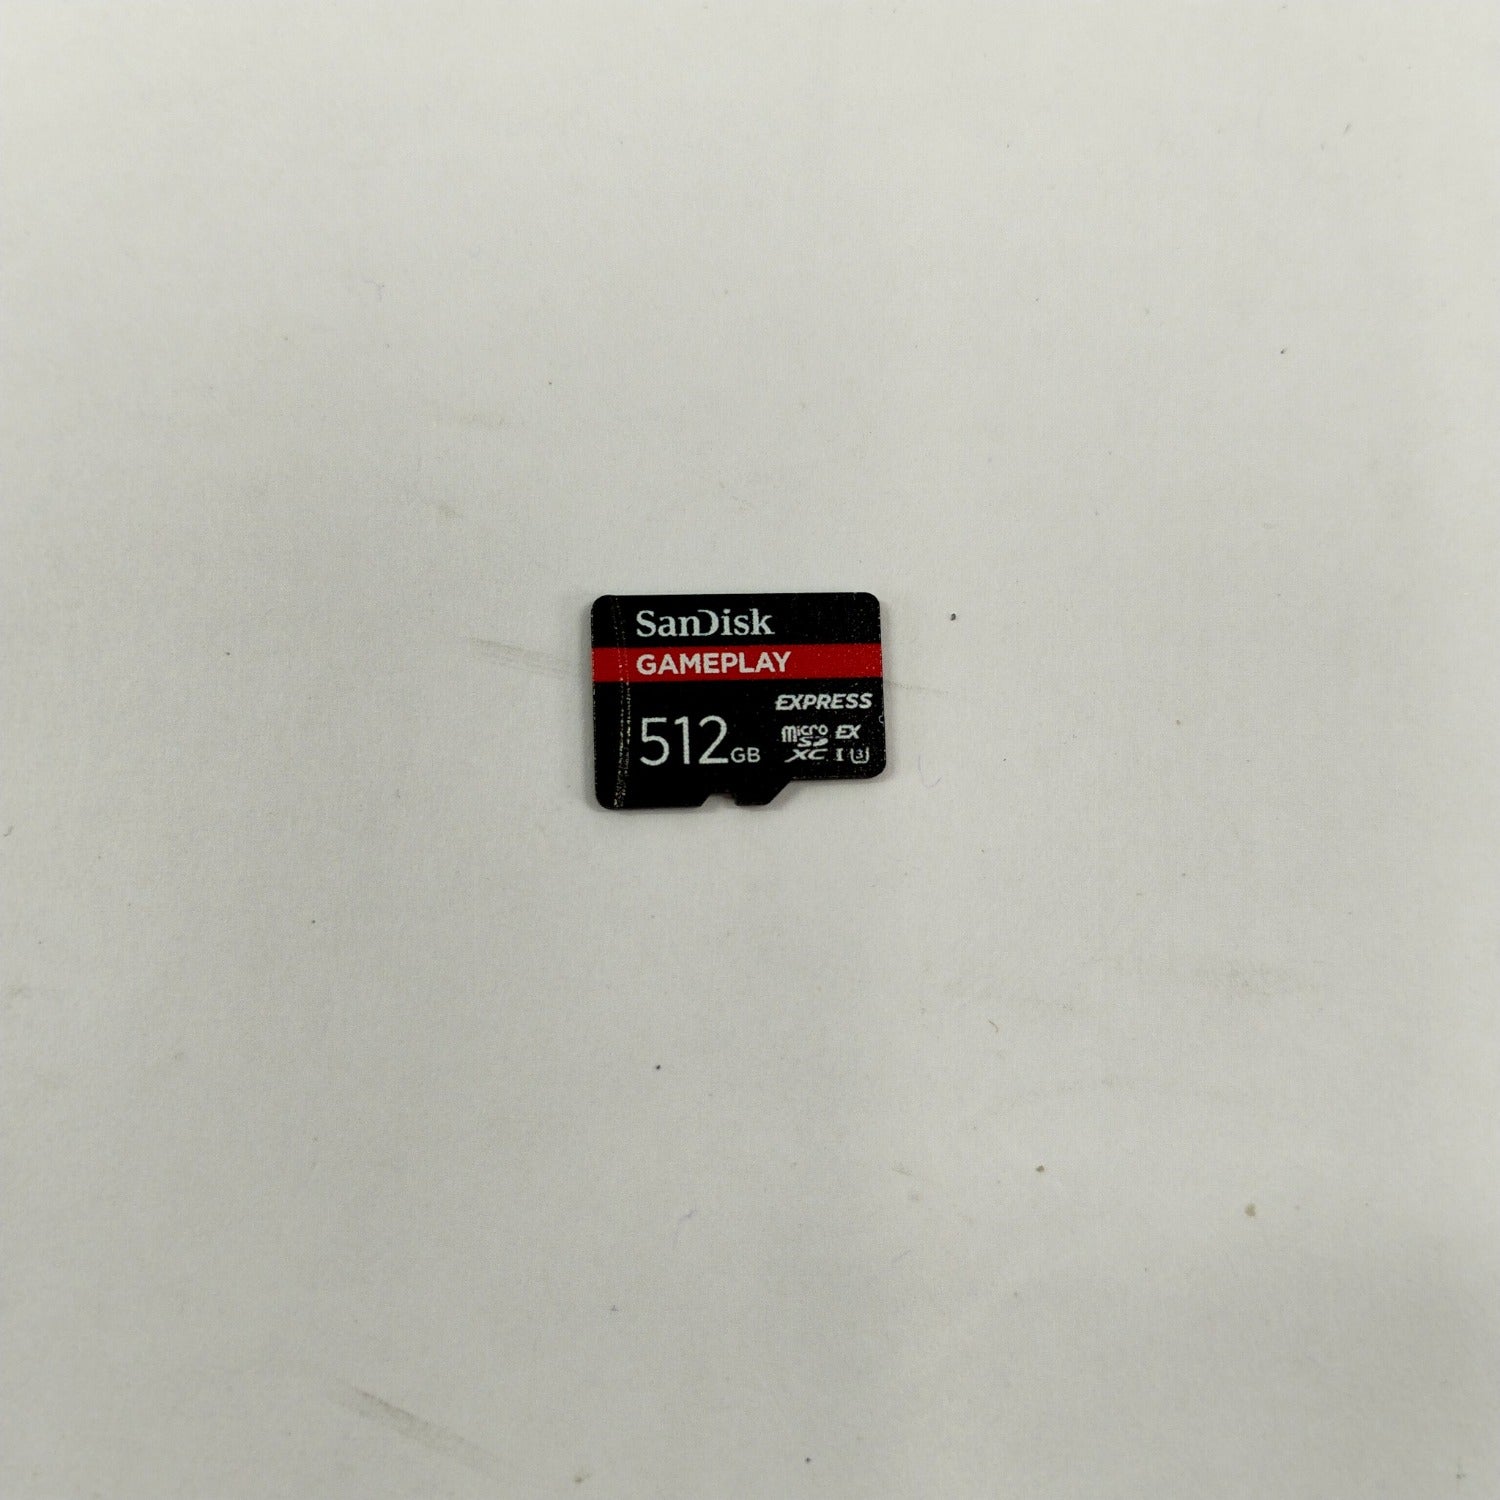 SanDisk
GAMEPLAY
EXPRESS
512GB
micro SD XC EX I 3